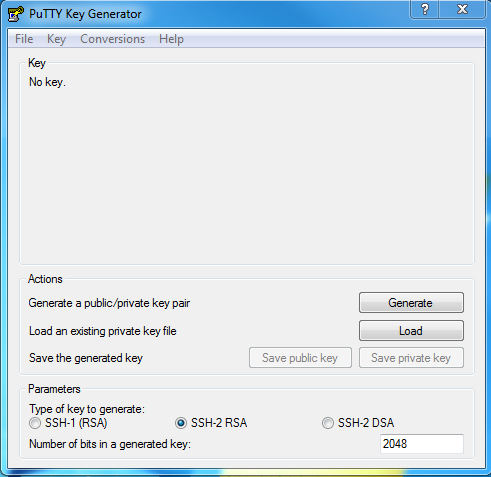 PuTTY Key Generator ?
File Key Conversions Help
Key
No key.
Actions
Generate a public/private key pair Generate
Load an existing private key file Load
Save the generated key Save public key Save private key
Parameters
Type of key to generate:
SSH-1 (RSA) SSH-2 RSA SSH-2 DSA
Number of bits in a generated key: 2048